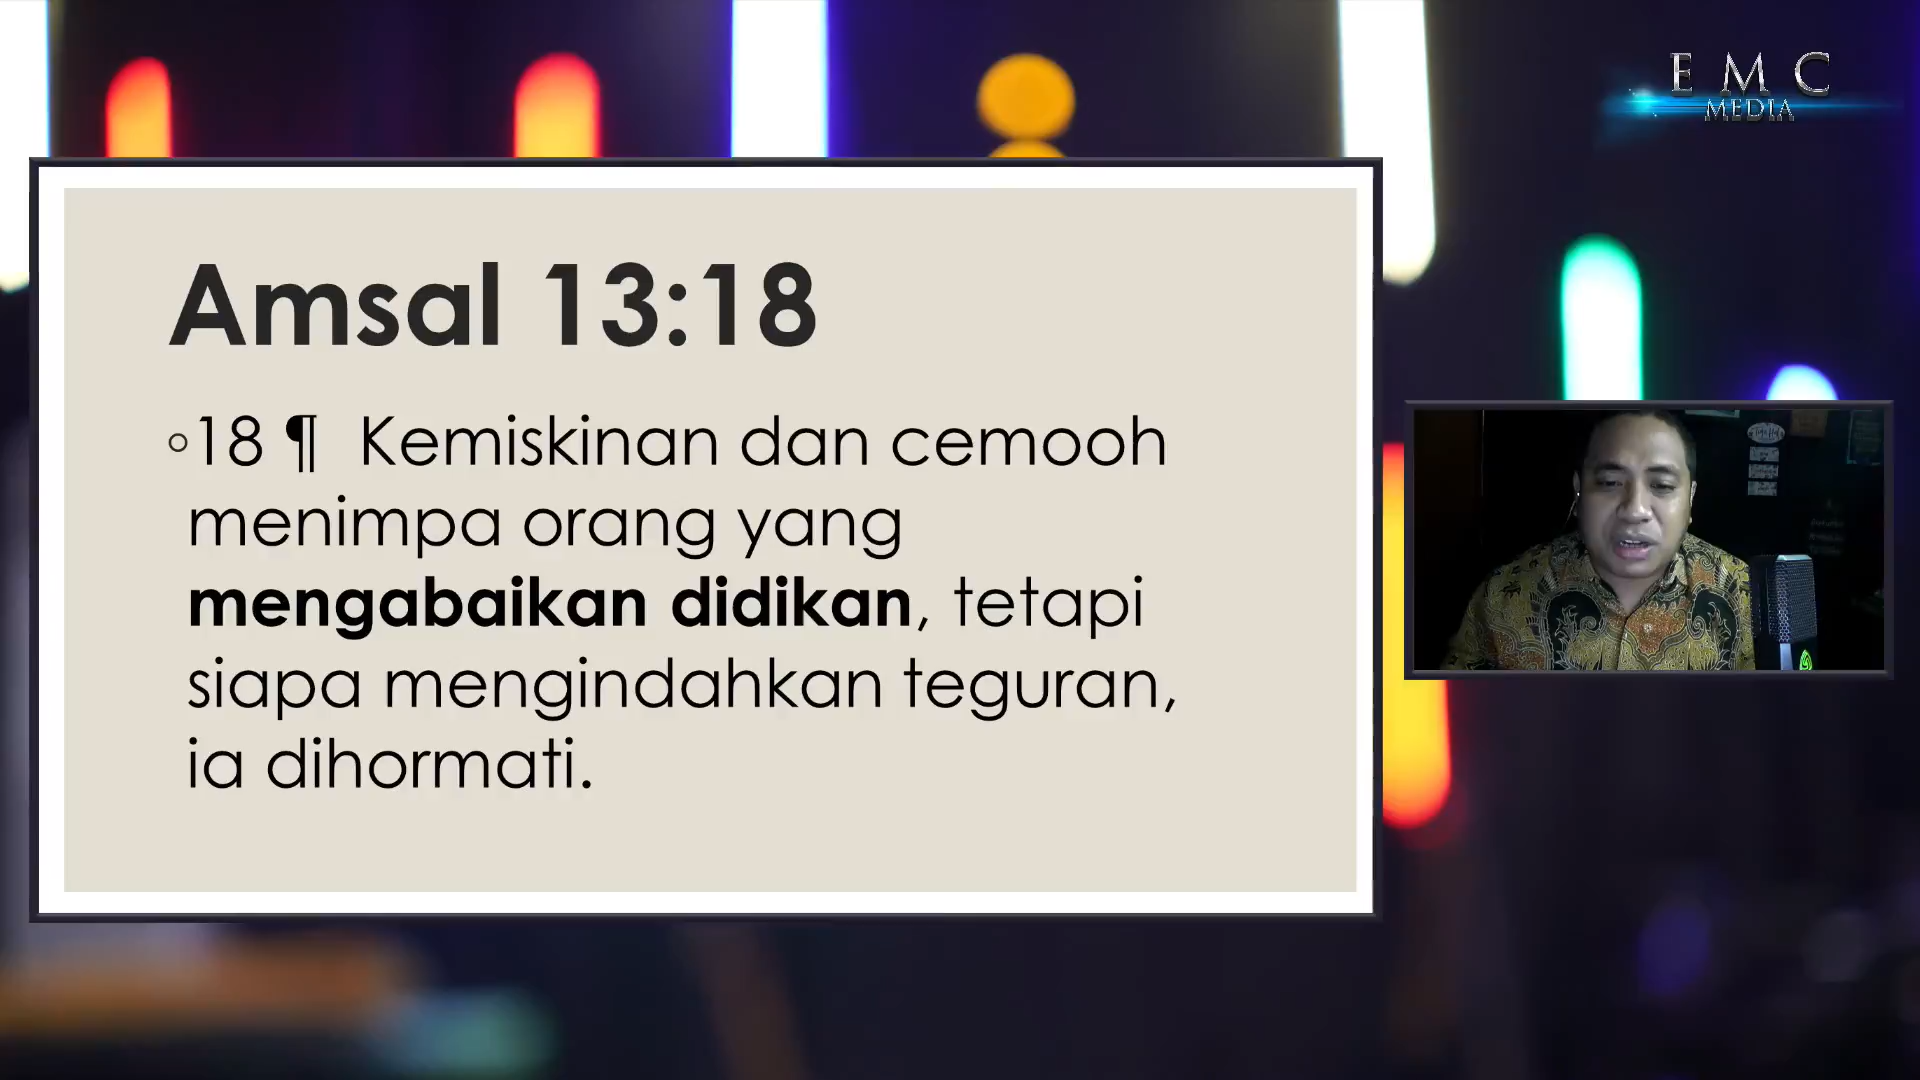 E M C
MEDIA
Amsal 13:18
◦18 ¶ Kemiskinan dan cemooh
menimpa orang yang
mengabaikan didikan, tetapi
siapa mengindahkan teguran,
ia dihormati.